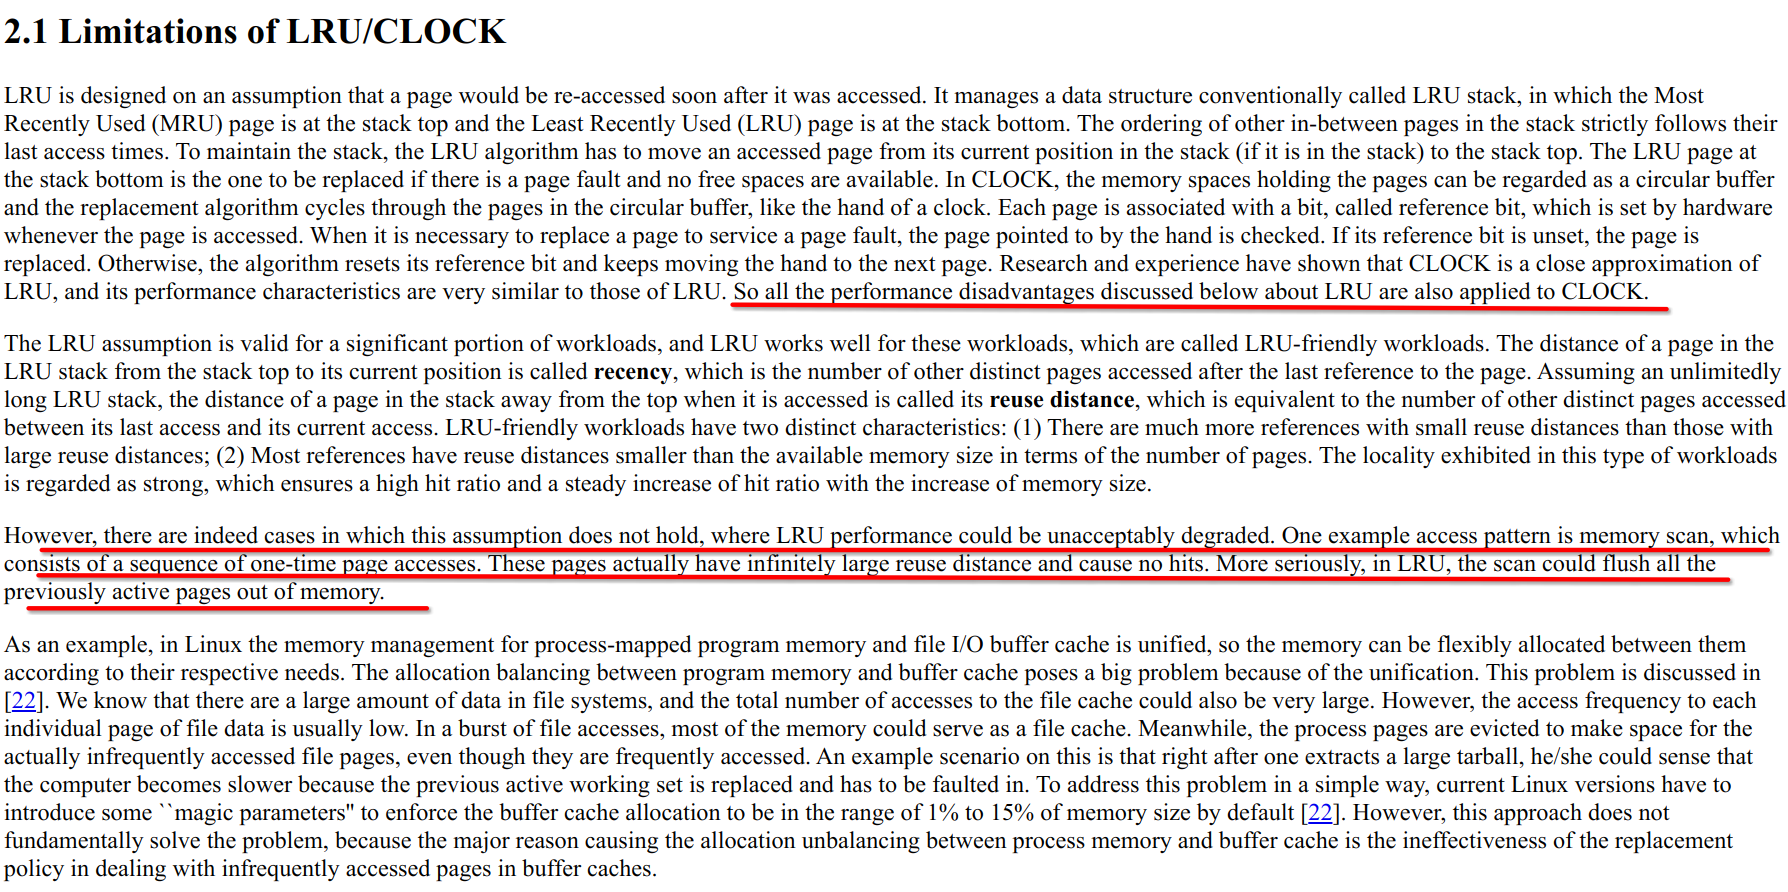 2.1 Limitations of LRU/CLOCK
LRU is designed on an assumption that a page would be re-accessed soon after it was accessed. It manages a data structure conventionally called LRU stack, in which the Most
Recently Used (MRU) page is at the stack top and the Least Recently Used (LRU) page is at the stack bottom. The ordering of other in-between pages in the stack strictly follows their
last access times. To maintain the stack, the LRU algorithm has to move an accessed page from its current position in the stack (if it is in the stack) to the stack top. The LRU page at
the stack bottom is the one to be replaced if there is a page fault and no free spaces are available. In CLOCK, the memory spaces holding the pages can be regarded as a circular buffer
and the replacement algorithm cycles through the pages in the circular buffer, like the hand of a clock. Each page is associated with a bit, called reference bit, which is set by hardware
whenever the page is accessed. When it is necessary to replace a page to service a page fault, the page pointed to by the hand is checked. If its reference bit is unset, the page is
replaced. Otherwise, the algorithm resets its reference bit and keeps moving the hand to the next page. Research and experience have shown that CLOCK is a close approximation of
LRU, and its performance characteristics are very similar to those of LRU. So all the performance disadvantages discussed below about LRU are also applied to CLOCK.
The LRU assumption is valid for a significant portion of workloads, and LRU works well for these workloads, which are called LRU-friendly workloads. The distance of a page in the
LRU stack from the stack top to its current position is called recency, which is the number of other distinct pages accessed after the last reference to the page. Assuming an unlimitedly
long LRU stack, the distance of a page in the stack away from the top when it is accessed is called its reuse distance, which is equivalent to the number of other distinct pages accessed
between its last access and its current access. LRU-friendly workloads have two distinct characteristics: (1) There are much more references with small reuse distances than those with
large reuse distances; (2) Most references have reuse distances smaller than the available memory size in terms of the number of pages. The locality exhibited in this type of workloads
is regarded as strong, which ensures a high hit ratio and a steady increase of hit ratio with the increase of memory size.
However, there are indeed cases in which this assumption does not hold, where LRU performance could be unacceptably degraded. One example access pattern is memory scan, which
consists of a sequence of one-time page accesses. These pages actually have infinitely large reuse distance and cause no hits. More seriously, in LRU, the scan could flush all the
previously active pages out of memory.
As an example, in Linux the memory management for process-mapped program memory and file I/O buffer cache is unified, so the memory can be flexibly allocated between them
according to their respective needs. The allocation balancing between program memory and buffer cache poses a big problem because of the unification. This problem is discussed in
[22]. We know that there are a large amount of data in file systems, and the total number of accesses to the file cache could also be very large. However, the access frequency to each
individual page of file data is usually low. In a burst of file accesses, most of the memory could serve as a file cache. Meanwhile, the process pages are evicted to make space for the
actually infrequently accessed file pages, even though they are frequently accessed. An example scenario on this is that right after one extracts a large tarball, he/she could sense that
the computer becomes slower because the previous active working set is replaced and has to be faulted in. To address this problem in a simple way, current Linux versions have to
introduce some ``magic parameters'' to enforce the buffer cache allocation to be in the range of 1% to 15% of memory size by default [22]. However, this approach does not
fundamentally solve the problem, because the major reason causing the allocation unbalancing between process memory and buffer cache is the ineffectiveness of the replacement
policy in dealing with infrequently accessed pages in buffer caches.